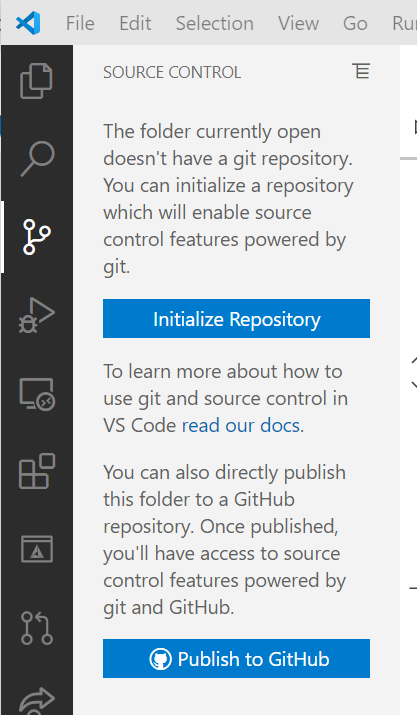 File Edit Selection View Go Run
SOURCE CONTROL
The folder currently open
doesn't have a git repository.
You can initialize a repository
which will enable source
control features powered by
git.
Initialize Repository
To learn more about how to
use git and source control in
VS Code read our docs.
You can also directly publish
this folder to a GitHub
repository. Once published,
you'll have access to source
control features powered by
git and GitHub.
Publish to GitHub